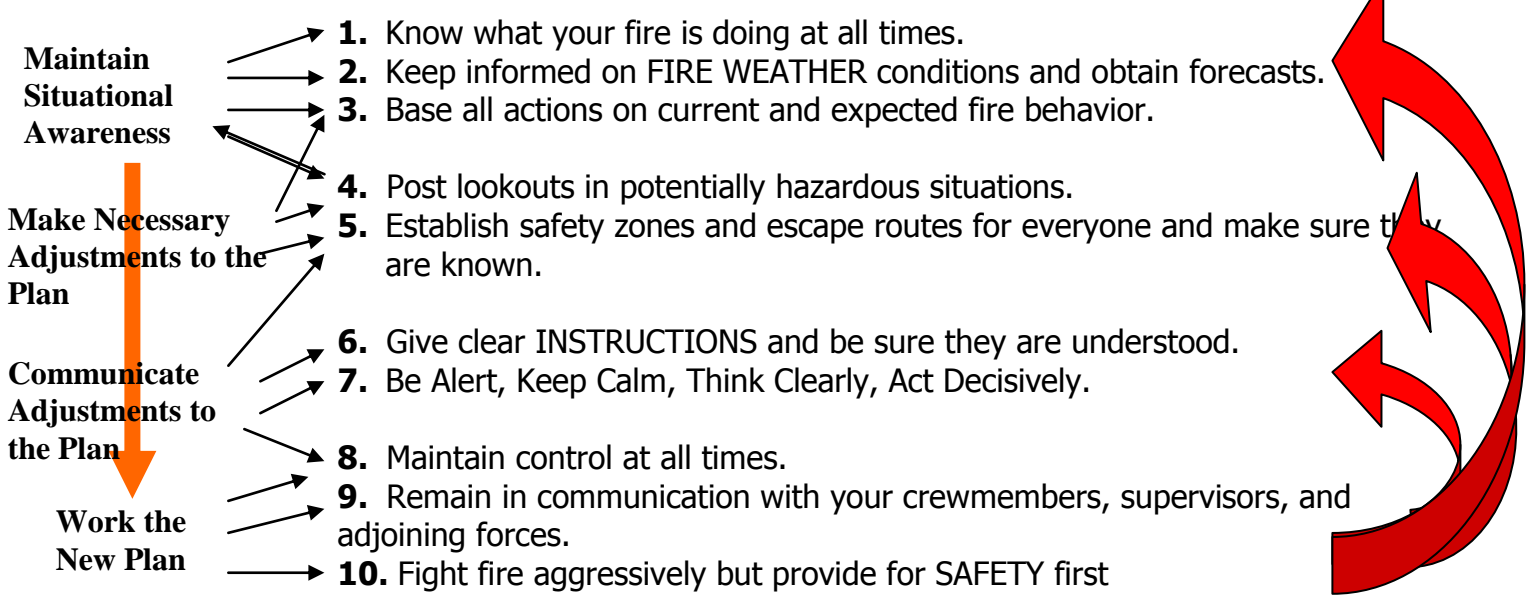 Maintain
Situational
Awareness
Make Necessary
Adjustments to the
Plan
Communicate
Adjustments to
the Plan
Work the
New Plan
1. Know what your fire is doing at all times.
2. Keep informed on FIRE WEATHER conditions and obtain forecasts.
3. Base all actions on current and expected fire behavior.
4. Post lookouts in potentially hazardous situations.
5. Establish safety zones and escape routes for everyone and make sure they
are known.
6. Give clear INSTRUCTIONS and be sure they are understood.
7. Be Alert, Keep Calm, Think Clearly, Act Decisively.
8. Maintain control at all times.
9. Remain in communication with your crewmembers, supervisors, and
adjoining forces.
10. Fight fire aggressively but provide for SAFETY first